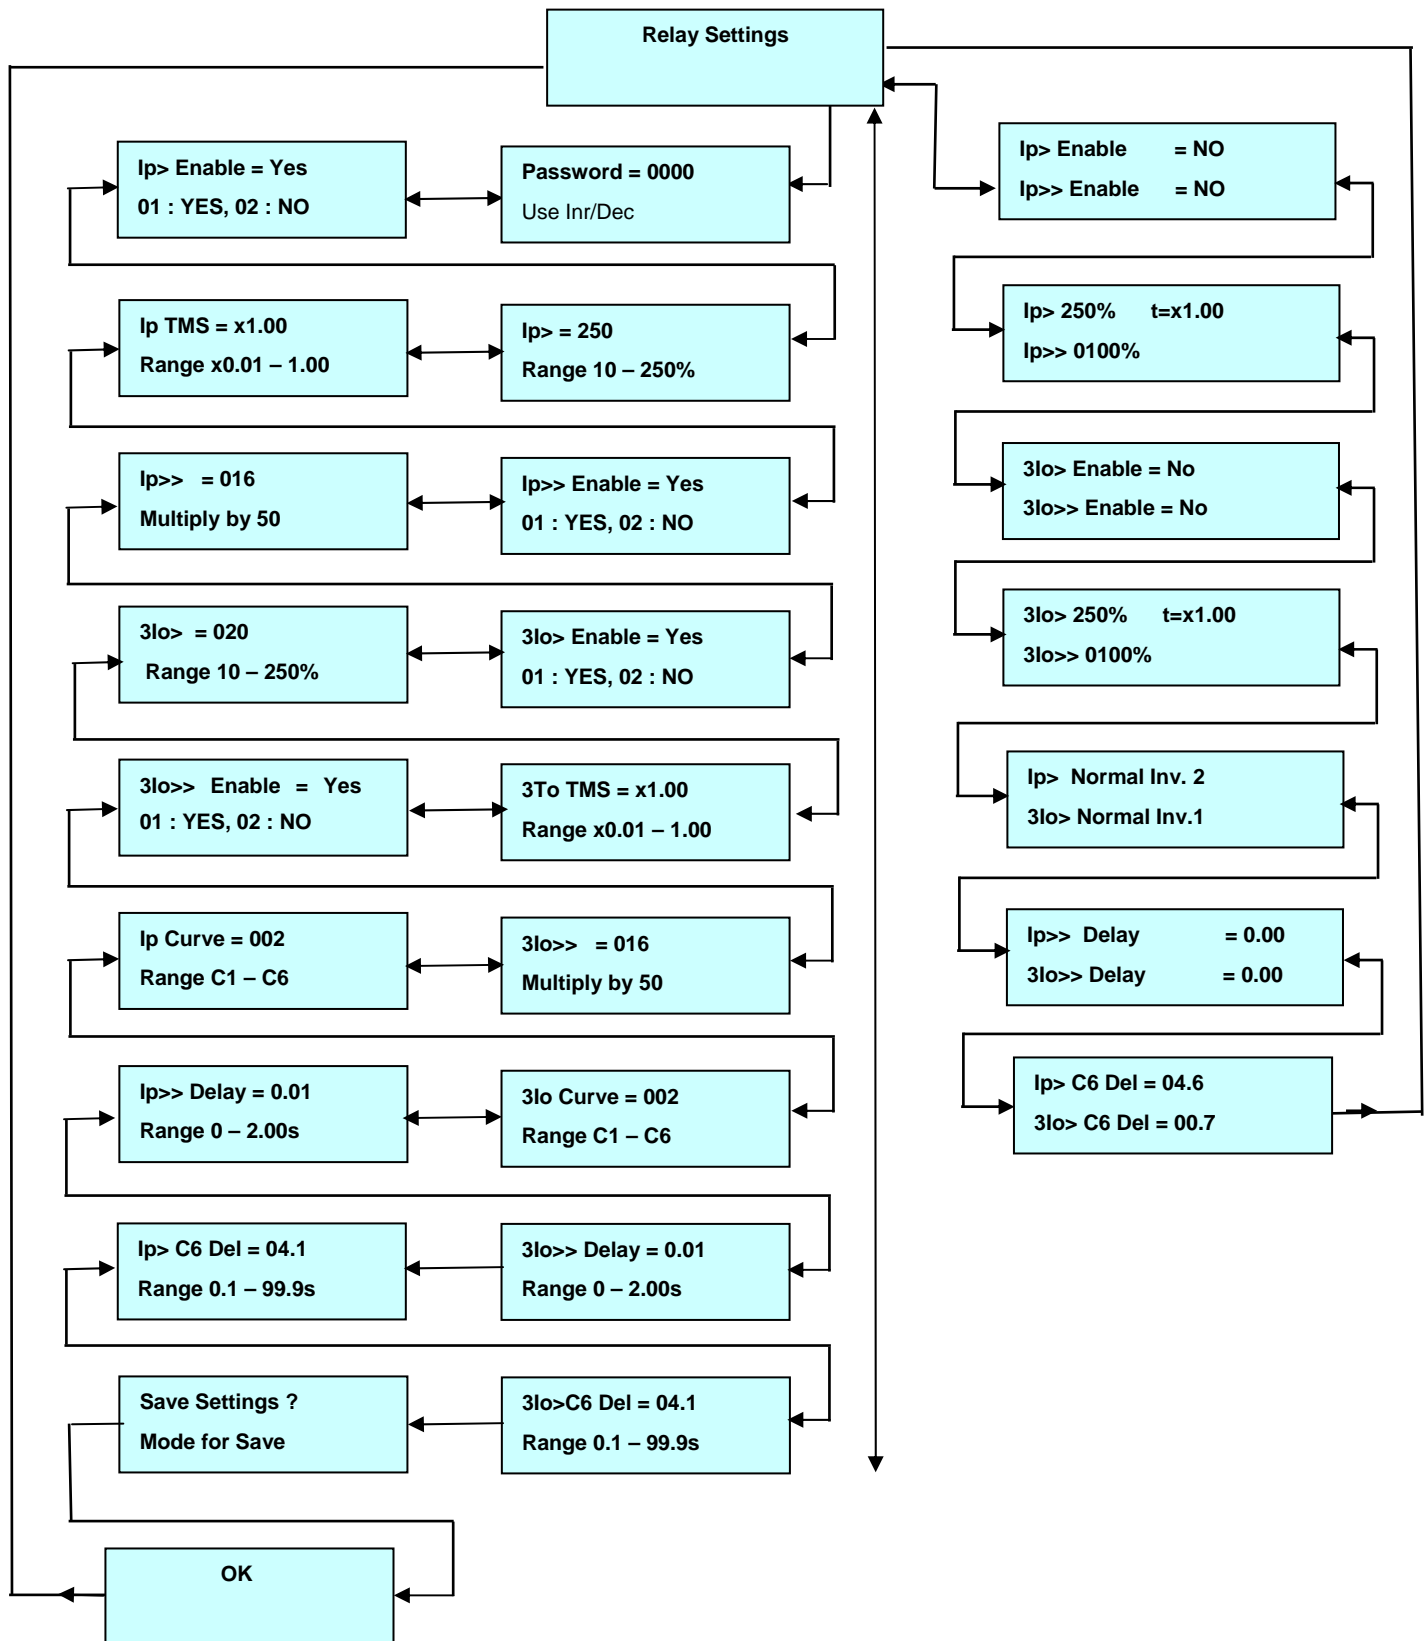 Relay Settings
Ip> Enable = Yes
01 : YES, 02 : NO
Password = 0000
Use Inr/Dec
Ip> Enable = NO
Ip>> Enable = NO
Ip TMS = x1.00
Range x0.01 – 1.00
Ip> = 250
Range 10 – 250%
Ip> 250% t=x1.00
Ip>> 0100%
Ip>> = 016
Multiply by 50
Ip>> Enable = Yes
01 : YES, 02 : NO
3Io> Enable = No
3Io>> Enable = No
3Io> = 020
Range 10 – 250%
3Io> Enable = Yes
01 : YES, 02 : NO
3Io> 250% t=x1.00
3Io>> 0100%
3Io>> Enable = Yes
01 : YES, 02 : NO
3To TMS = x1.00
Range x0.01 – 1.00
Ip> Normal Inv. 2
3Io> Normal Inv.1
Ip Curve = 002
Range C1 – C6
3Io>> = 016
Multiply by 50
Ip>> Delay = 0.00
3Io>> Delay = 0.00
Ip>> Delay = 0.01
Range 0 – 2.00s
3Io Curve = 002
Range C1 – C6
Ip> C6 Del = 04.6
3Io> C6 Del = 00.7
Ip> C6 Del = 04.1
Range 0.1 – 99.9s
3Io>> Delay = 0.01
Range 0 – 2.00s
Save Settings ?
Mode for Save
3Io>C6 Del = 04.1
Range 0.1 – 99.9s
OK